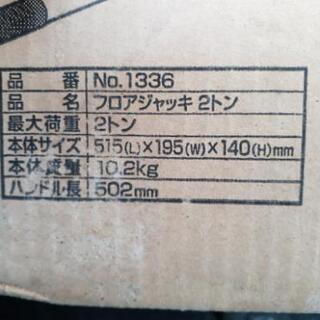 品番 No.1336
品名 フロアジャッキ 2トン
最大荷重 2トン
本体サイズ 515(L)×195(W)×140(H)mm
本体質量 10.2kg
ハンドル長 502mm